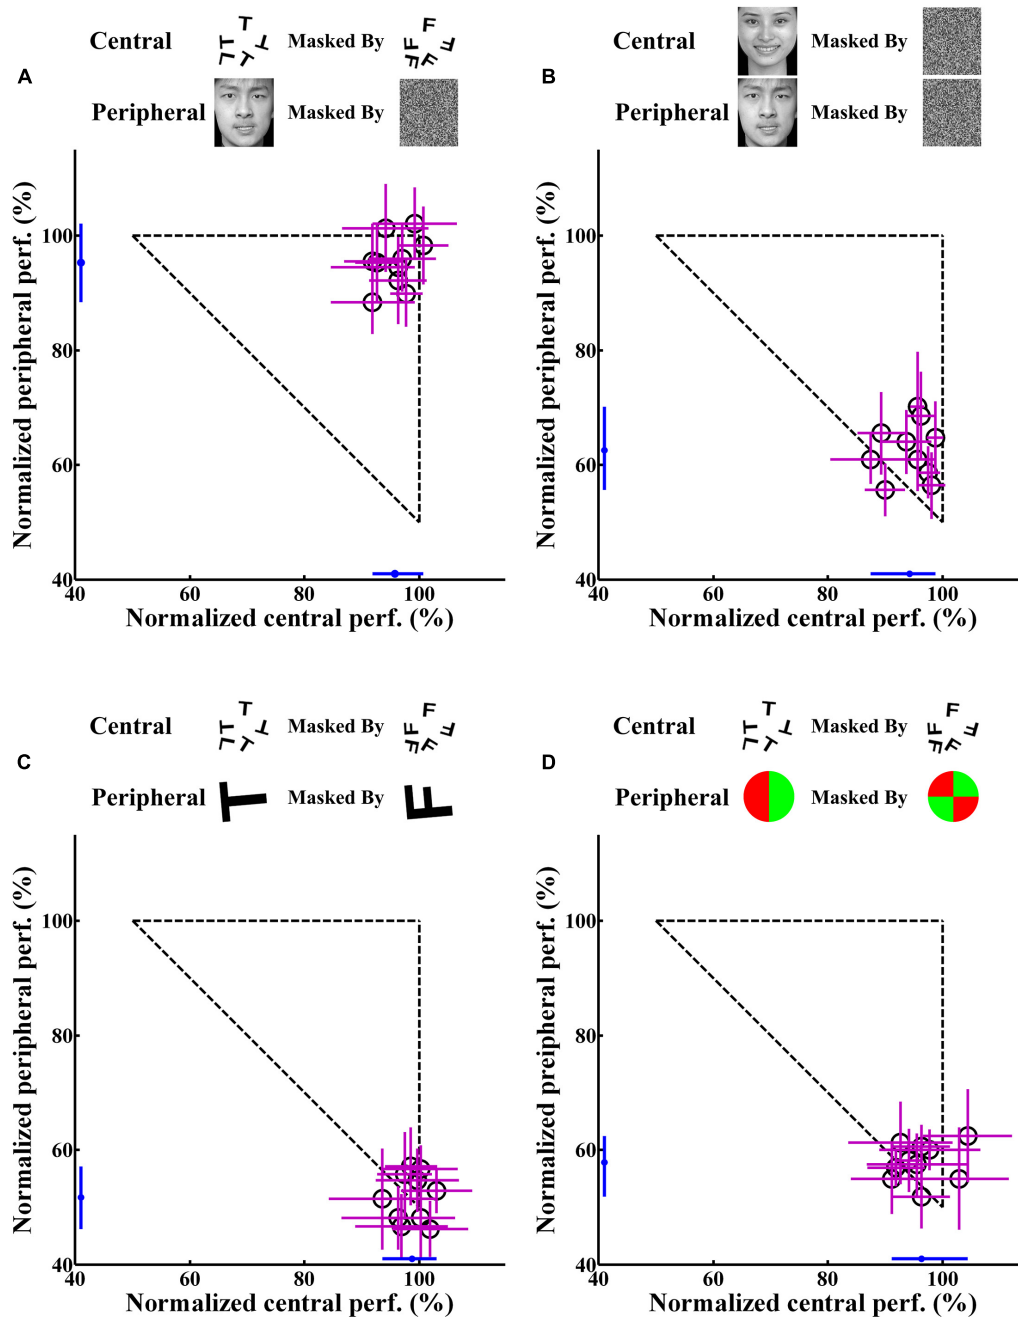 A
Central T T T T L Masked By F F F F F
Peripheral Masked By
Normalized peripheral perf. (%)
100
80
60
40
40 60 80 100
Normalized central perf. (%)
B
Central Masked By
Peripheral Masked By
Normalized peripheral perf. (%)
100
80
60
40
40 60 80 100
Normalized central perf. (%)
C
Central T T T T L Masked By F F F F F
Peripheral T Masked By F
Normalized peripheral perf. (%)
100
80
60
40
40 60 80 100
Normalized central perf. (%)
D
Central T T T T L Masked By F F F F F
Peripheral Masked By
Normalized preipheral perf. (%)
100
80
60
40
40 60 80 100
Normalized central perf. (%)